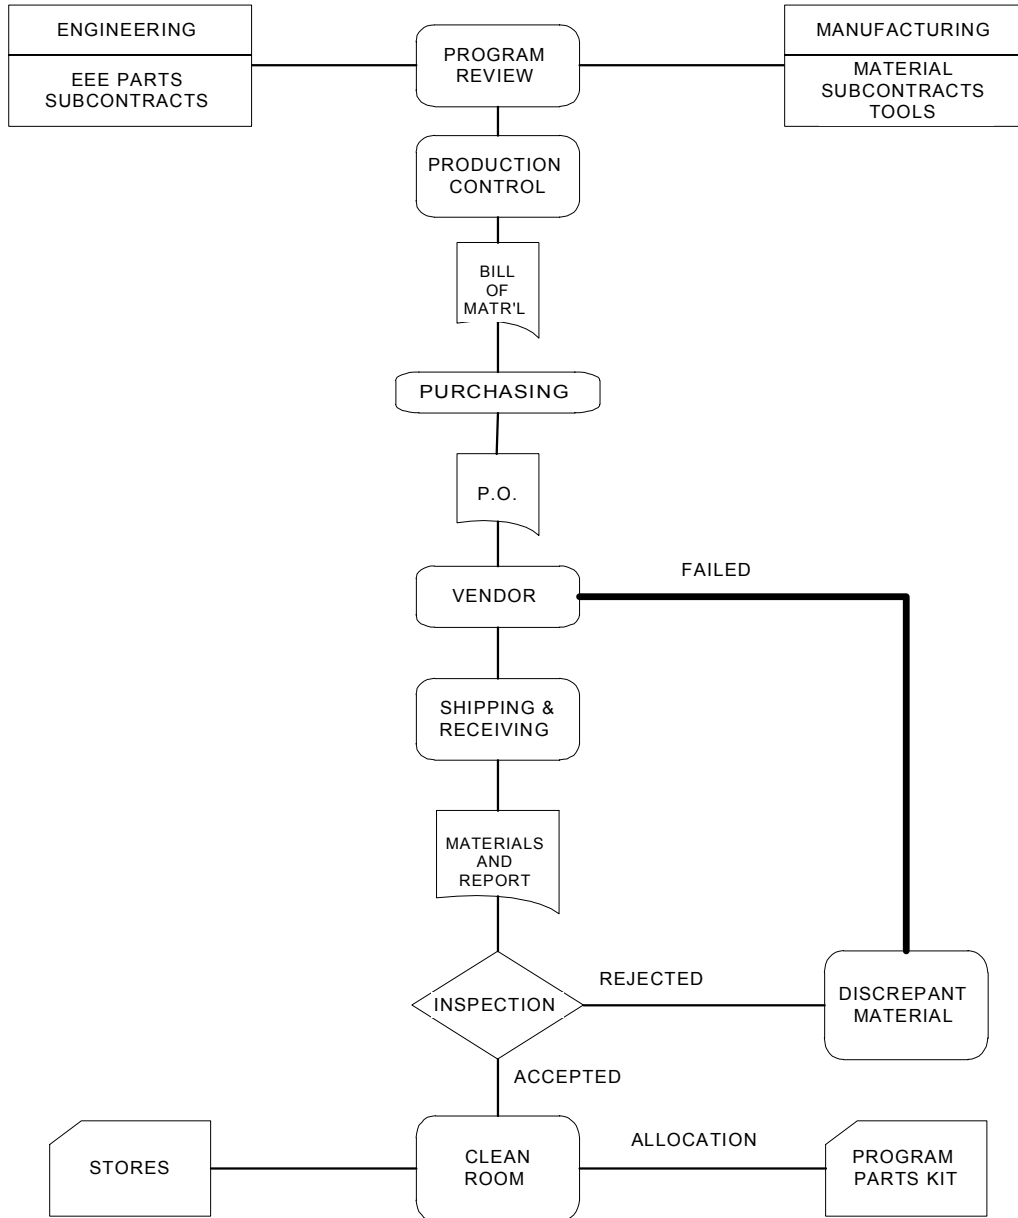 ENGINEERING
EEE PARTS
SUBCONTRACTS
PROGRAM
REVIEW
MANUFACTURING
MATERIAL
SUBCONTRACTS
TOOLS
PRODUCTION
CONTROL
BILL
OF
MATR'L
PURCHASING
P.O.
VENDOR
FAILED
SHIPPING &
RECEIVING
MATERIALS
AND
REPORT
INSPECTION
REJECTED
DISCREPANT
MATERIAL
ACCEPTED
STORES
CLEAN
ROOM
ALLOCATION
PROGRAM
PARTS KIT